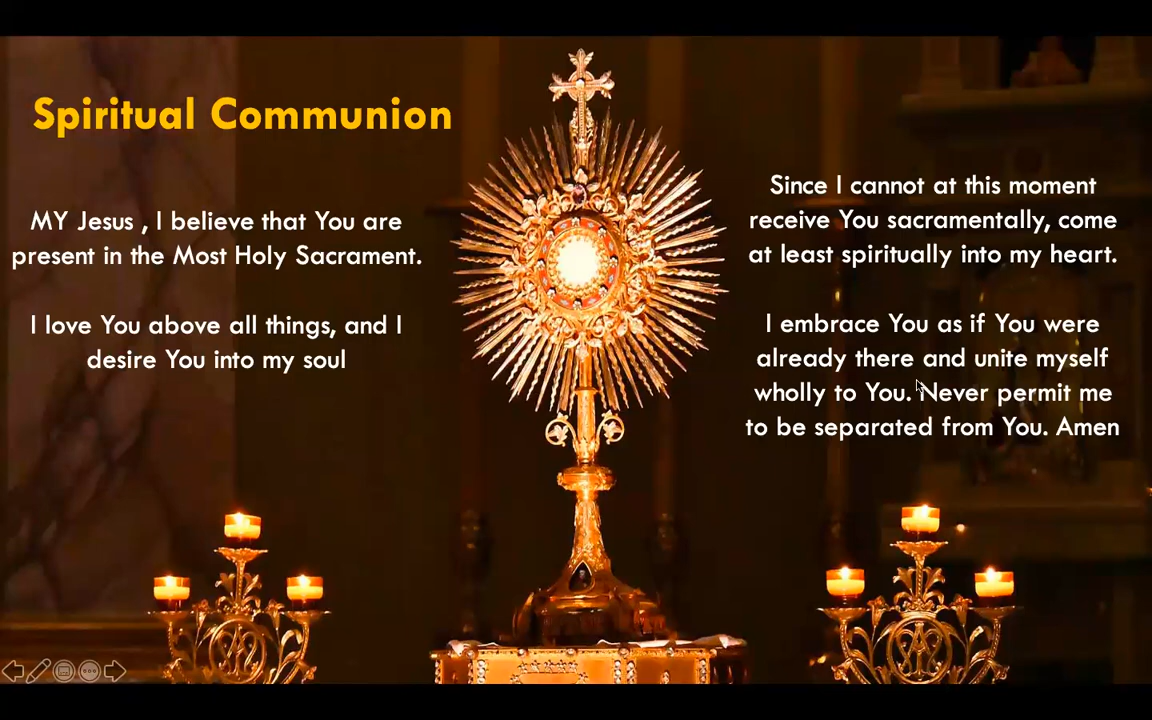 Spiritual Communion
MY Jesus , I believe that You are
present in the Most Holy Sacrament.
I love You above all things, and I
desire You into my soul
Since I cannot at this moment
receive You sacramentally, come
at least spiritually into my heart.
I embrace You as if You were
already there and unite myself
wholly to You. Never permit me
to be separated from You. Amen